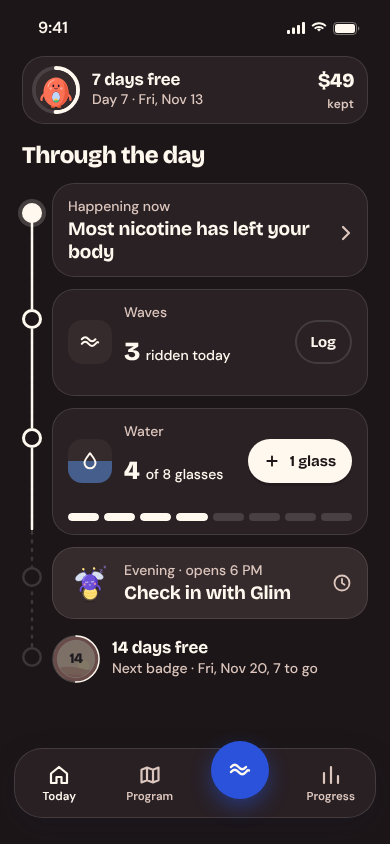 9:41
7 days free
Day 7 · Fri, Nov 13
$49
kept
Through the day
Happening now
Most nicotine has left your
body
Waves
3 ridden today
Log
Water
4 of 8 glasses
+ 1 glass
Evening · opens 6 PM
Check in with Glim
14
14 days free
Next badge · Fri, Nov 20, 7 to go
Today
Program
Progress